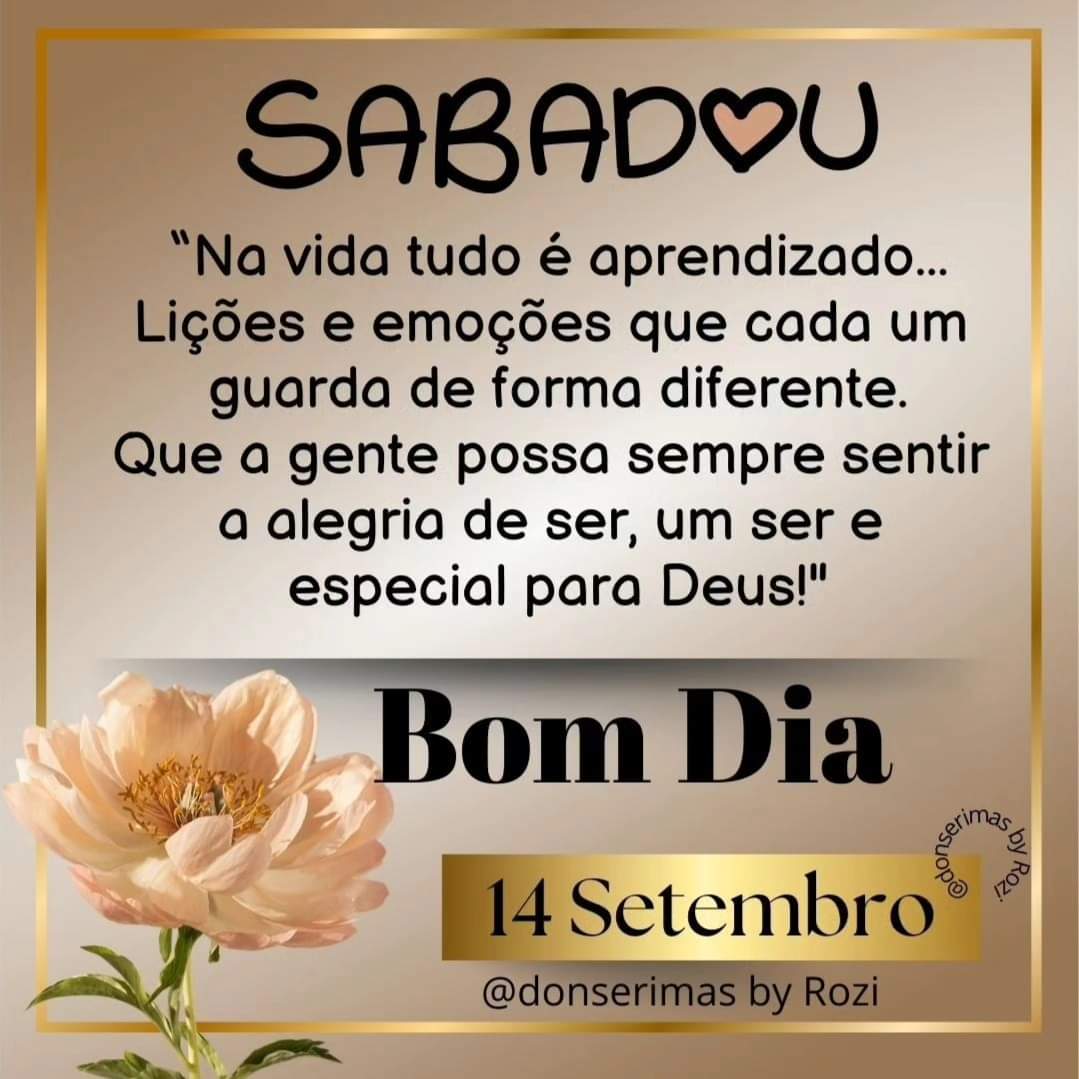 SABADOU
“Na vida tudo é aprendizado...
Lições e emoções que cada um
guarda de forma diferente.
Que a gente possa sempre sentir
a alegria de ser, um ser e
especial para Deus!"
Bom Dia
@donserimas by Rozi
14 Setembro
@donserimas by Rozi